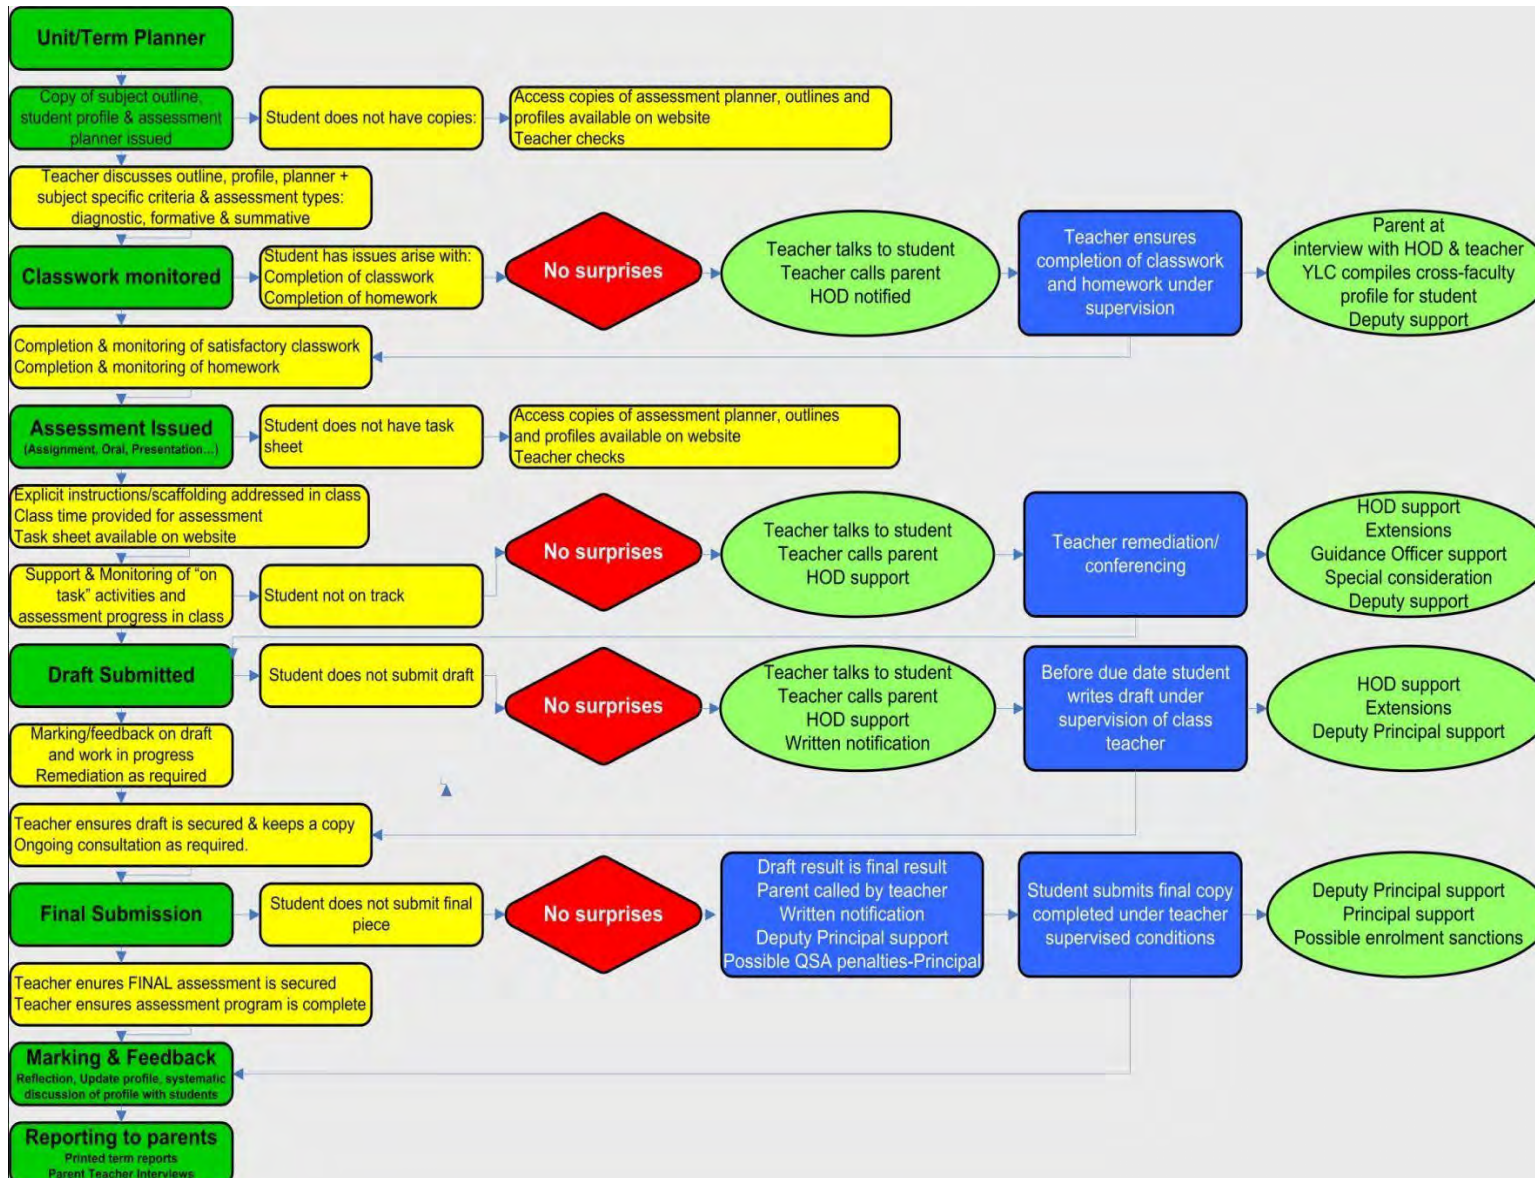 Unit/Term Planner
Copy of subject outline,
student profile & assessment
planner issued
Student does not have copies:
Access copies of assessment planner, outlines and
profiles available on website
Teacher checks
Teacher discusses outline, profile, planner +
subject specific criteria & assessment types:
diagnostic, formative & summative
Classwork monitored
Student has issues arise with:
Completion of classwork
Completion of homework
No surprises
Teacher talks to student
Teacher calls parent
HOD notified
Teacher ensures
completion of classwork
and homework under
supervision
Parent at
interview with HOD & teacher
YLC compiles cross-faculty
profile for student
Deputy support
Completion & monitoring of satisfactory classwork
Completion & monitoring of homework
Assessment Issued
(Assignment, Oral, Presentation...)
Student does not have task
sheet
Access copies of assessment planner, outlines
and profiles available on website
Teacher checks
Explicit instructions/scaffolding addressed in class
Class time provided for assessment
Task sheet available on website
Support & Monitoring of “on
task” activities and
assessment progress in class
Student not on track
No surprises
Teacher talks to student
Teacher calls parent
HOD support
Teacher remediation/
conferencing
HOD support
Extensions
Guidance Officer support
Special consideration
Deputy support
Draft Submitted
Student does not submit draft
No surprises
Teacher talks to student
Teacher calls parent
HOD support
Written notification
Before due date student
writes draft under
supervision of class
teacher
HOD support
Extensions
Deputy Principal support
Marking/feedback on draft
and work in progress
Remediation as required
Teacher ensures draft is secured & keeps a copy
Ongoing consultation as required.
Final Submission
Student does not submit final
piece
No surprises
Draft result is final result
Parent called by teacher
Written notification
Deputy Principal support
Possible QSA penalties-Principal
Student submits final copy
completed under teacher
supervised conditions
Deputy Principal support
Principal support
Possible enrolment sanctions
Teacher enures FINAL assessment is secured
Teacher ensures assessment program is complete
Marking & Feedback
Reflection, Update profile, systematic
discussion of profile with students
Reporting to parents
Printed term reports
Parent Teacher Interviews